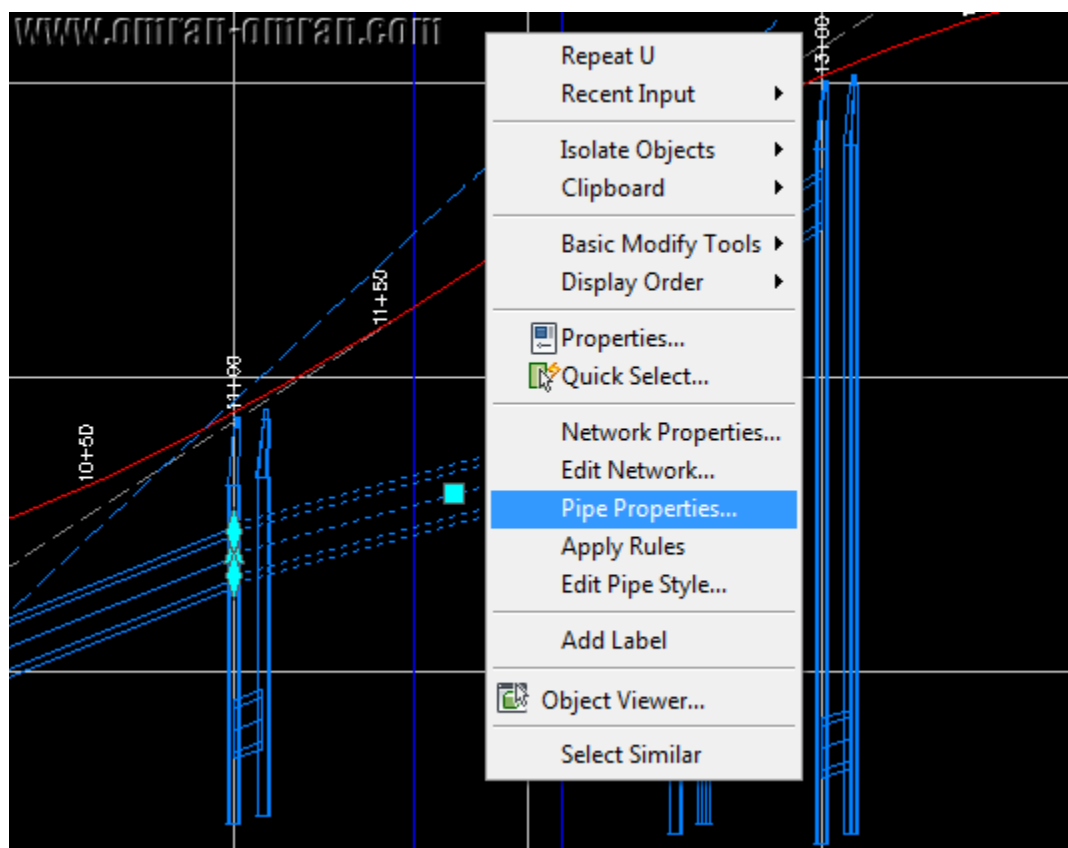 www.omran-omran.com
13+00
Repeat U
Recent Input
Isolate Objects
Clipboard
Basic Modify Tools
Display Order
11+50
Properties...
Quick Select...
11+00
10+50
Network Properties...
Edit Network...
Pipe Properties...
Apply Rules
Edit Pipe Style...
Add Label
Object Viewer...
Select Similar